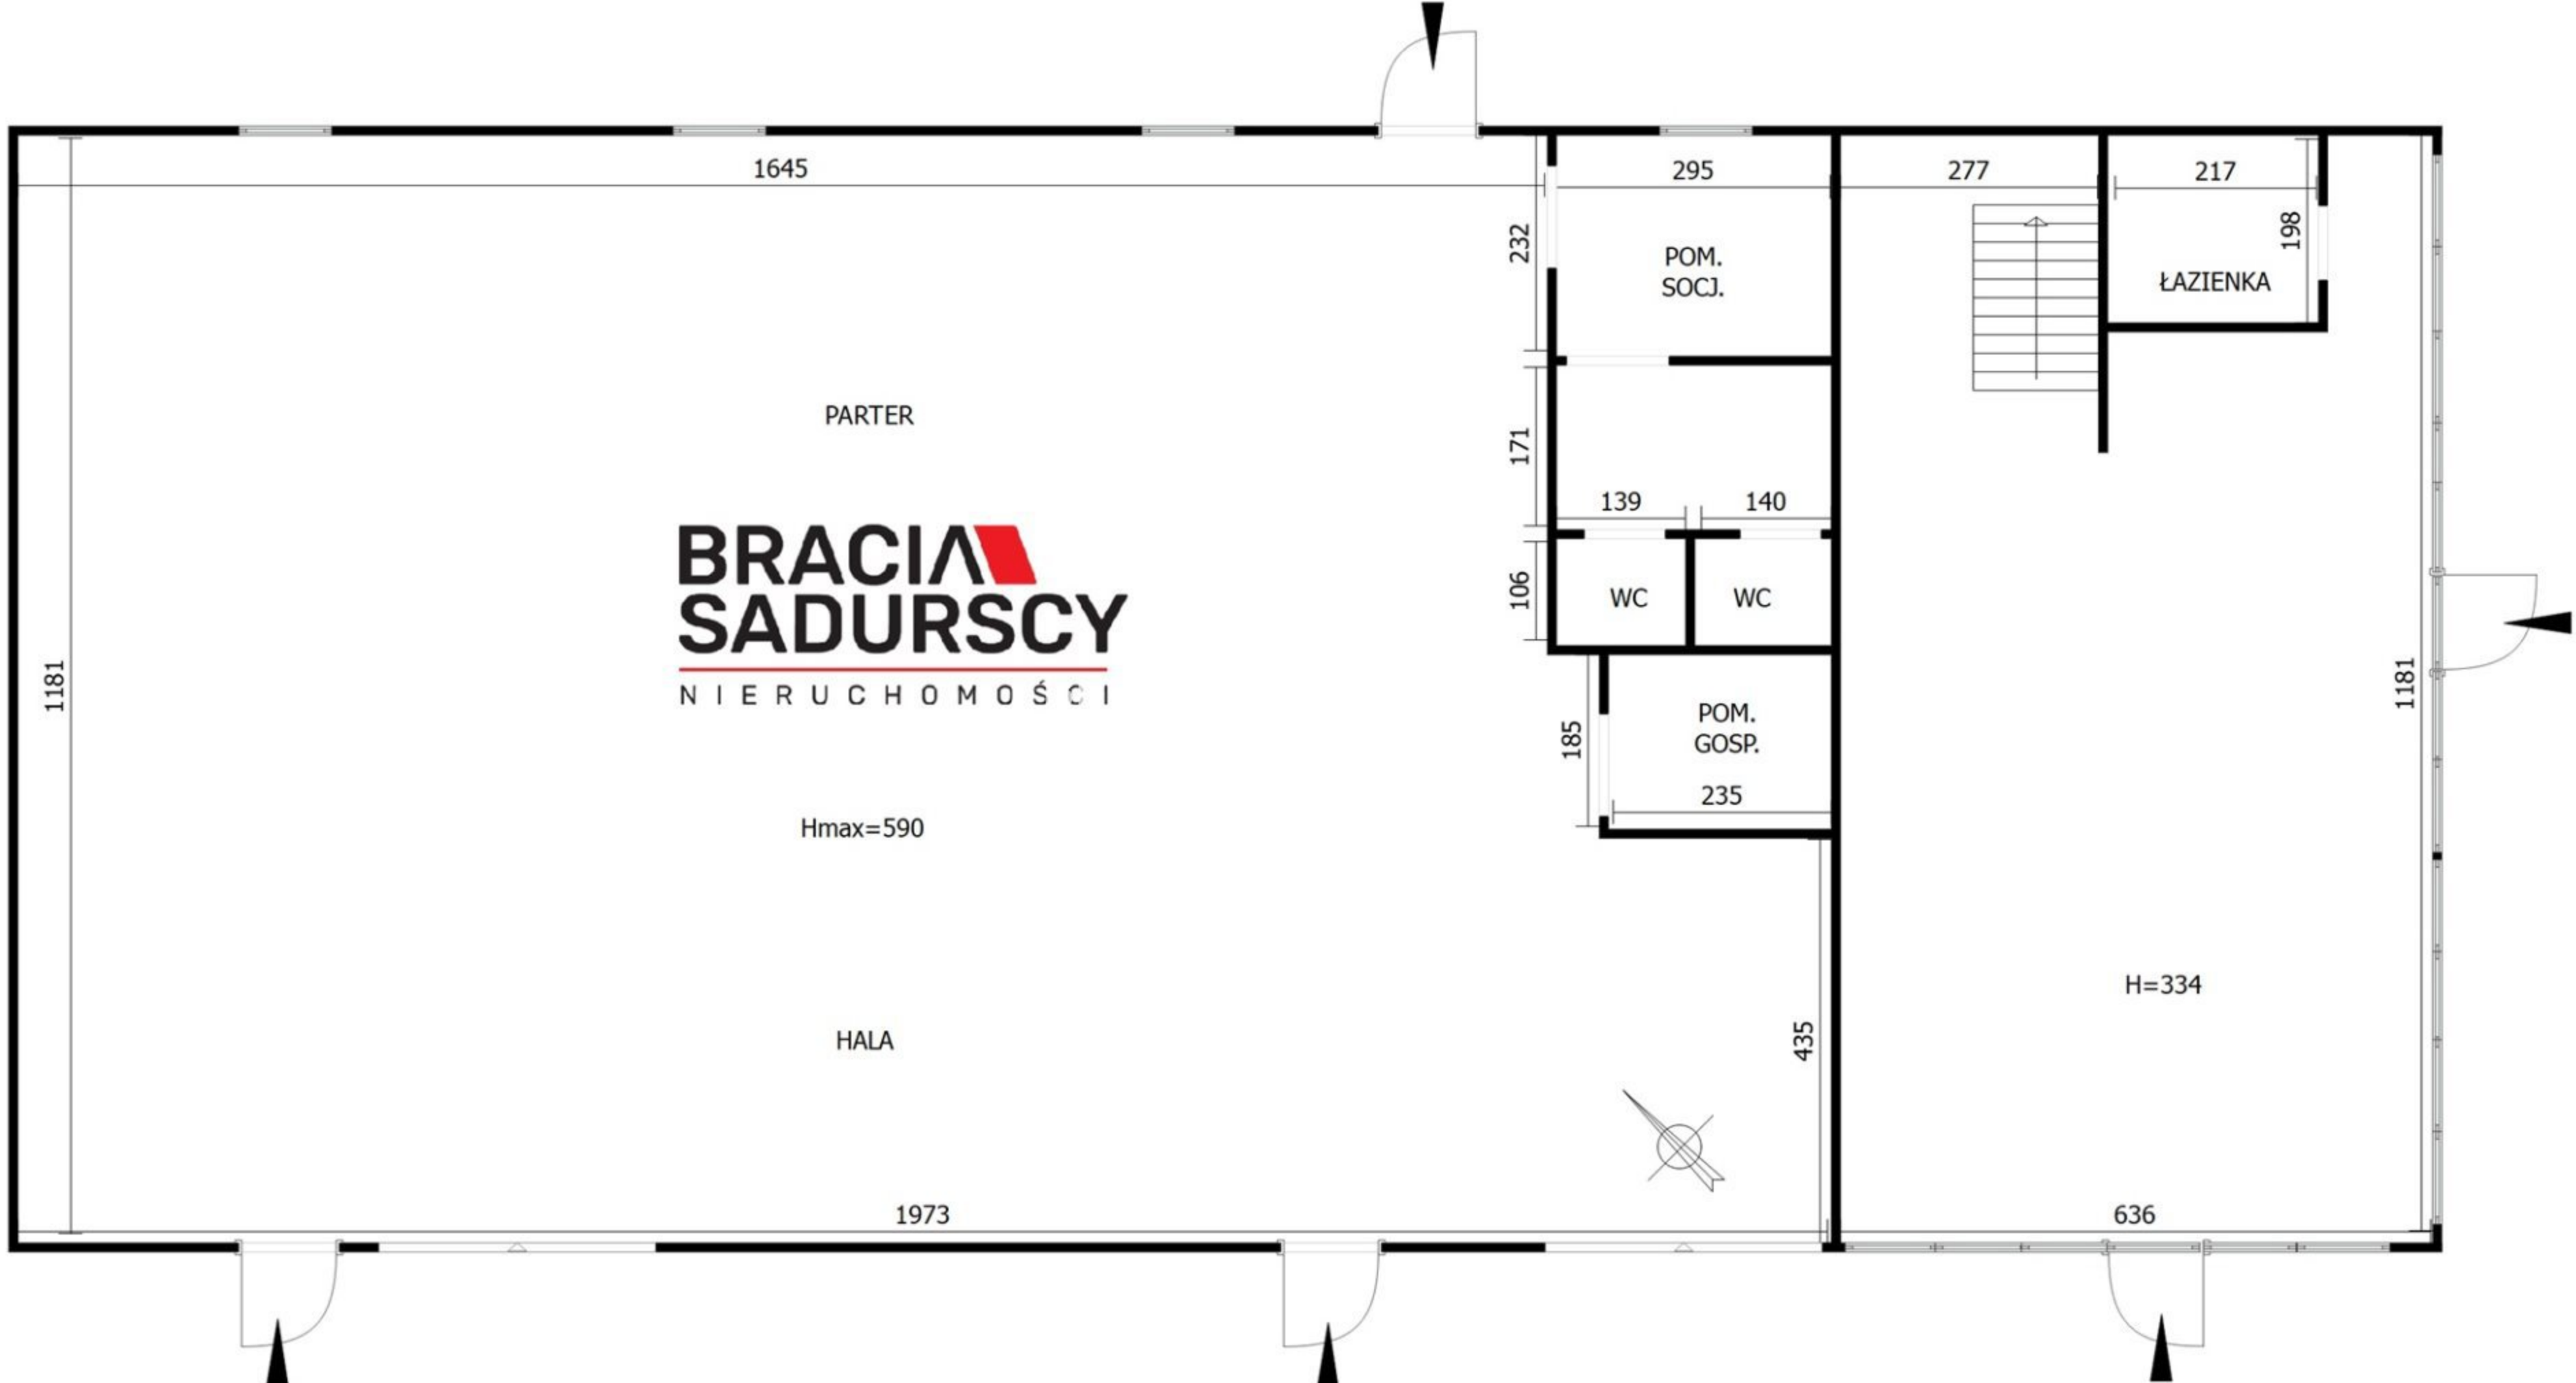 1645
295
277
217
232
198
POM.
SOCJ.
ŁAZIENKA
PARTER
171
139
140
BRACIA
SADURSCY
NIERUCHOMOŚCI
106
WC
WC
1181
1181
POM.
GOSP.
185
235
Hmax=590
H=334
HALA
435
1973
636